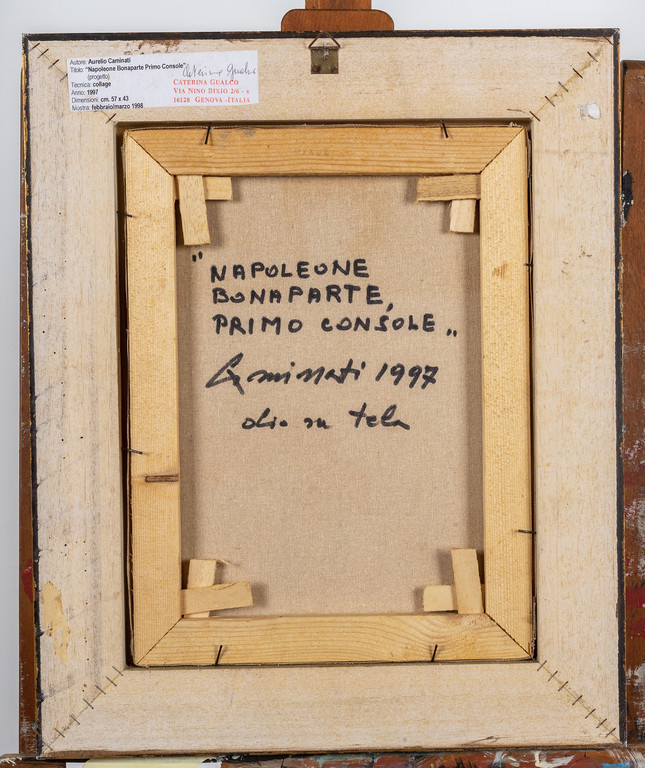 Autore: Aurelio Caminati
Titolo: "Napoleone Bonaparte Primo Console"
(progetto)
Tecnica: collage
Anno: 1997
Dimensioni: cm. 57 x 43
Mostra: febbraio/marzo 1998
Caterina Gualco
CATERINA GUALCO
VIA NINO BIXIO 2/6 - s
16128 GENOVA -ITALIA
"NAPOLEONE
BONAPARTE,
PRIMO CONSOLE„
Caminati 1997
olio su tela